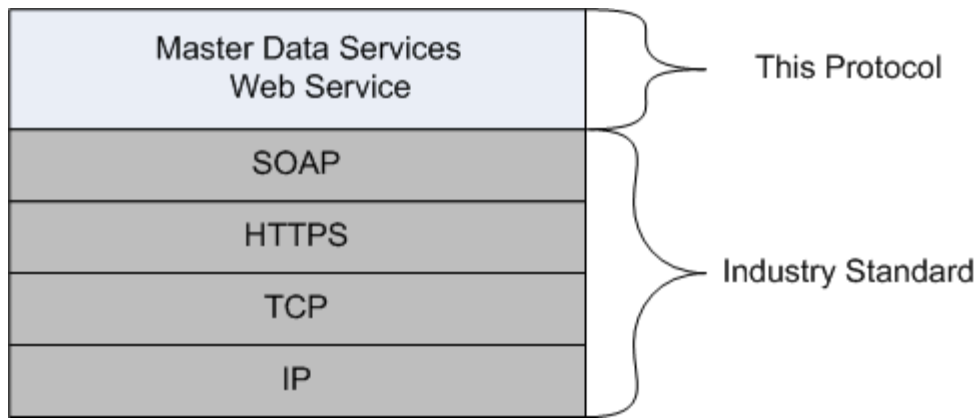 Master Data Services
Web Service
This Protocol
SOAP
HTTPS
Industry Standard
TCP
IP